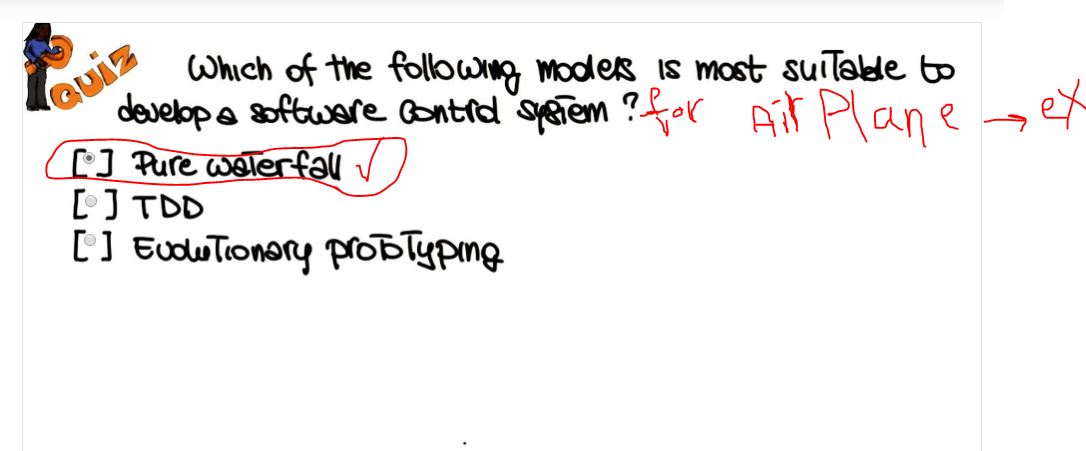 QUIZ
Which of the following models is most suitable to
develop a software control system ? for Air Plane → ex
[ ] Pure waterfall ✓
[ ] TDD
[ ] Evolutionary prototyping